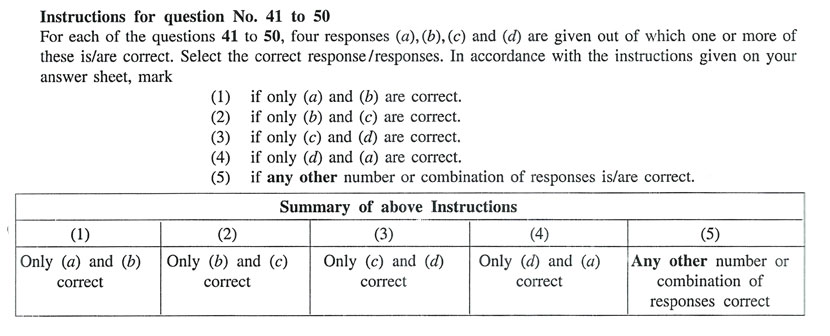 Instructions for question No. 41 to 50
For each of the questions 41 to 50, four responses (a), (b), (c) and (d) are given out of which one or more of
these is/are correct. Select the correct response/responses. In accordance with the instructions given on your
answer sheet, mark
(1) if only (a) and (b) are correct.
(2) if only (b) and (c) are correct.
(3) if only (c) and (d) are correct.
(4) if only (d) and (a) are correct.
(5) if any other number or combination of responses is/are correct.
Summary of above Instructions
(1) (2) (3) (4) (5)
Only (a) and (b) Only (b) and (c) Only (c) and (d) Only (d) and (a) Any other number or
correct correct correct correct combination of
responses correct